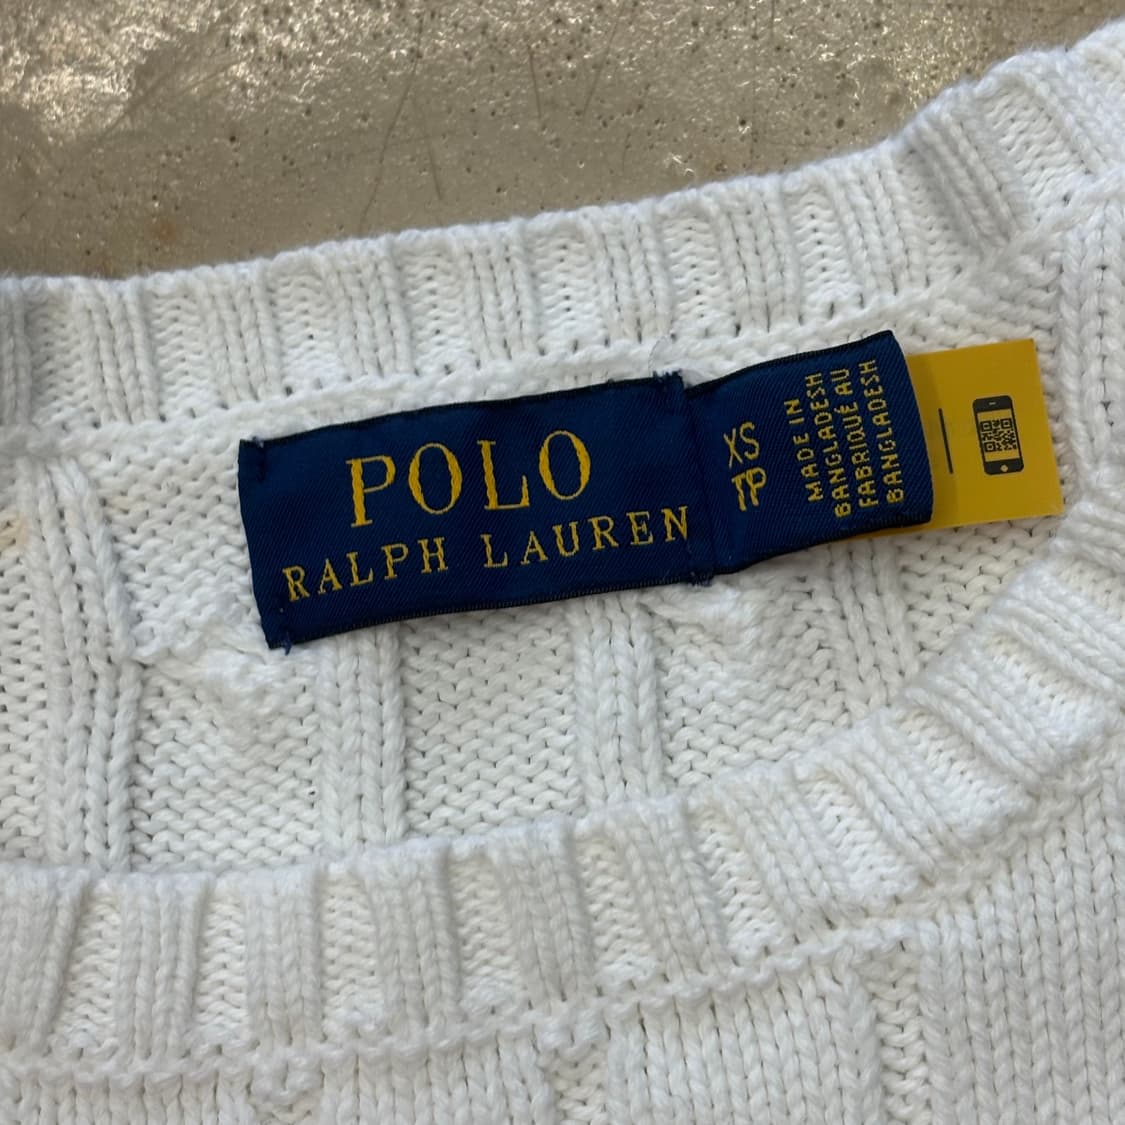 POLO
RALPH LAUREN
XS
TP
MADE IN
BANGLADESH
FABRIQUÉ AU
BANGLADESH